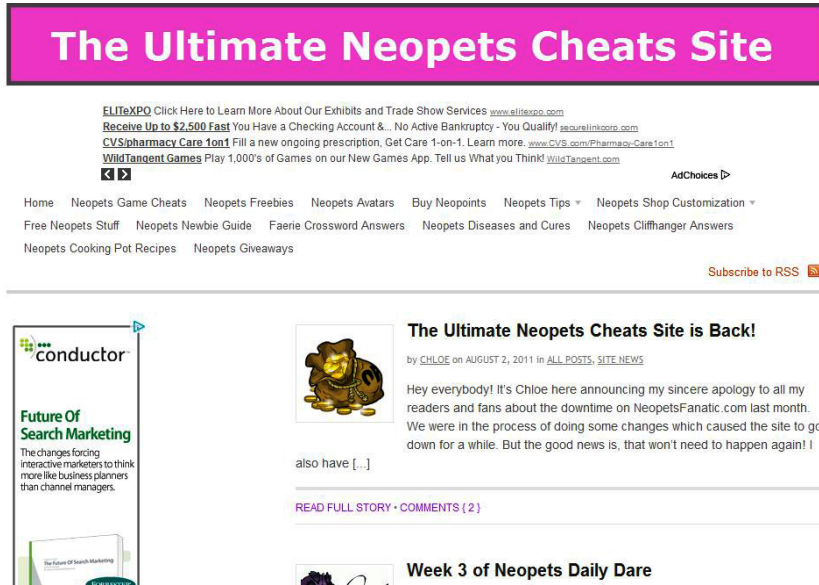 The Ultimate Neopets Cheats Site
ELITeXPO Click Here to Learn More About Our Exhibits and Trade Show Services www.elitexpo.com
Receive Up to $2,500 Fast You Have a Checking Account &... No Active Bankruptcy - You Qualify! securelinkcorp.com
CVS/pharmacy Care 1on1 Fill a new ongoing prescription, Get Care 1-on-1. Learn more. www.CVS.com/Pharmacy-Care1on1
WildTangent Games Play 1,000's of Games on our New Games App. Tell us What you Think! WildTangent.com
AdChoices
Home Neopets Game Cheats Neopets Freebies Neopets Avatars Buy Neopoints Neopets Tips Neopets Shop Customization
Free Neopets Stuff Neopets Newbie Guide Faerie Crossword Answers Neopets Diseases and Cures Neopets Cliffhanger Answers
Neopets Cooking Pot Recipes Neopets Giveaways
Subscribe to RSS
conductor
Future Of
Search Marketing
The changes forcing
interactive marketers to think
more like business planners
than channel managers.
The Future Of Search Marketing
FORRESTER
The Ultimate Neopets Cheats Site is Back!
by CHLOE on AUGUST 2, 2011 in ALL POSTS, SITE NEWS
Hey everybody! It's Chloe here announcing my sincere apology to all my
readers and fans about the downtime on NeopetsFanatic.com last month.
We were in the process of doing some changes which caused the site to go
down for a while. But the good news is, that won't need to happen again! I
also have [...]
READ FULL STORY • COMMENTS { 2 }
Week 3 of Neopets Daily Dare